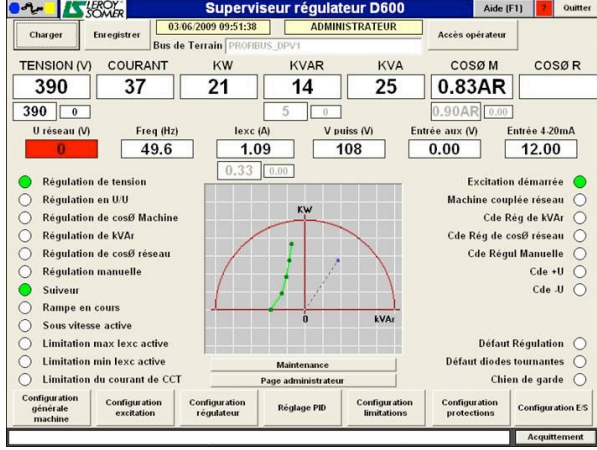 LEROY SOMER Superviseur régulateur D600 Aide (F1) ? Quitter
Charger Enregistrer 03/06/2009 09:51:38 ADMINISTRATEUR Accès opérateur
Bus de Terrain PROFIBUS_DPV1
TENSION (V) COURANT KW KVAR KVA COSØ M COSØ R
390 37 21 14 25 0.83AR
390 0 5 0 0.90AR 0.00
U réseau (V) Freq (Hz) Iexc (A) V puiss (V) Entrée aux (V) Entrée 4-20mA
0 49.6 1.09 108 0.00 12.00
0.33 0.00
Régulation de tension
Régulation en U/U
Régulation de cosØ Machine
Régulation de kVAr
Régulation de cosØ réseau
Régulation manuelle
Suiveur
Rampe en cours
Sous vitesse active
Limitation max Iexc active
Limitation min Iexc active
Limitation du courant de CCT
KW
0 kVAr
Maintenance
Page administrateur
Excitation démarrée
Machine couplée réseau
Cde Rég de kVAr
Cde Rég de cosØ réseau
Cde Régul Manuelle
Cde +U
Cde -U
Défaut Régulation
Défaut diodes tournantes
Chien de garde
Configuration générale machine
Configuration excitation
Configuration régulateur
Réglage PID
Configuration limitations
Configuration protections
Configuration E/S
Acquittement